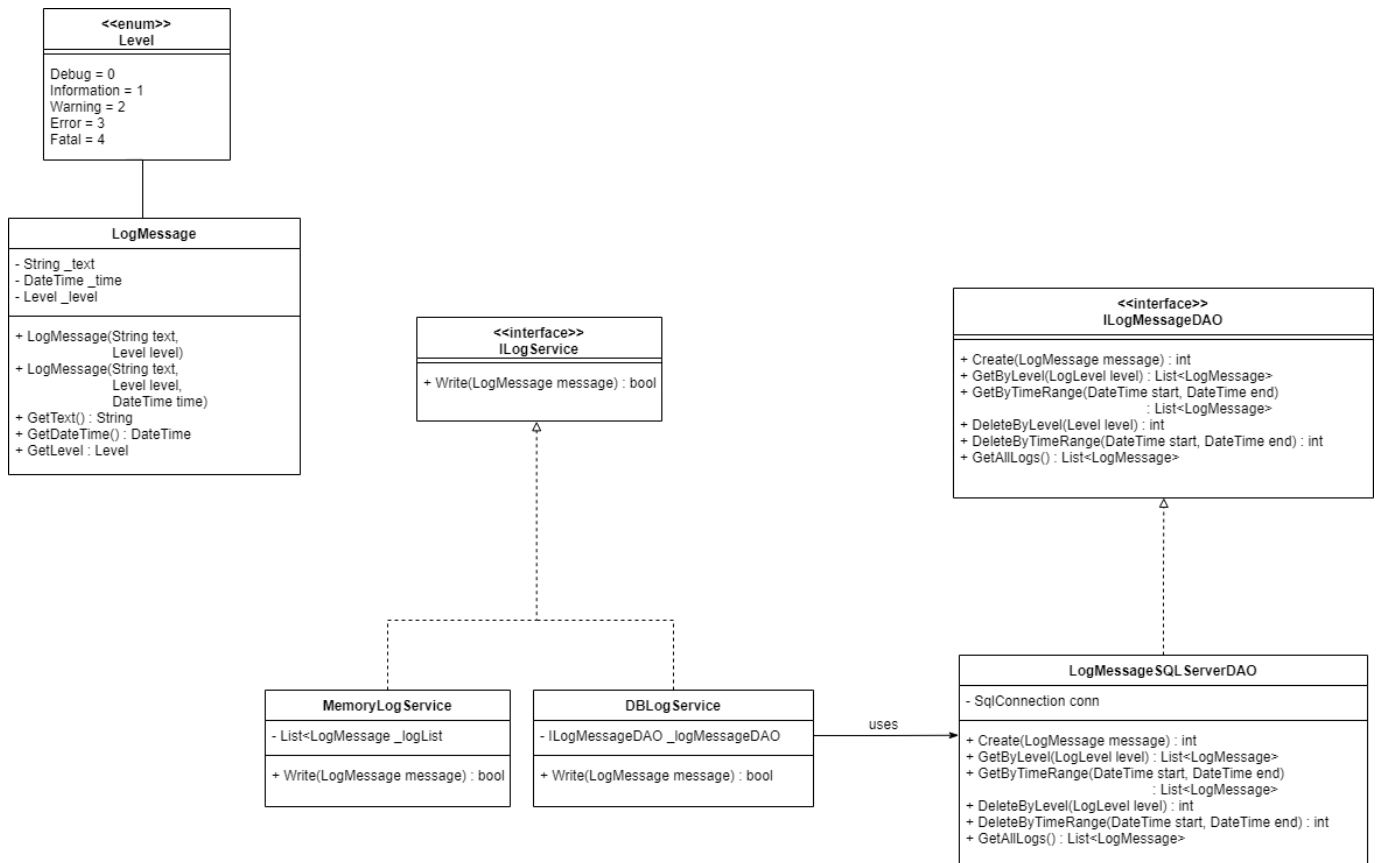 <<enum>>
Level
Debug = 0
Information = 1
Warning = 2
Error = 3
Fatal = 4
LogMessage
- String _text
- DateTime _time
- Level _level
+ LogMessage(String text,
Level level)
+ LogMessage(String text,
Level level,
DateTime time)
+ GetText() : String
+ GetDateTime() : DateTime
+ GetLevel : Level
<<interface>>
ILogService
+ Write(LogMessage message) : bool
<<interface>>
ILogMessageDAO
+ Create(LogMessage message) : int
+ GetByLevel(LogLevel level) : List<LogMessage>
+ GetByTimeRange(DateTime start, DateTime end)
: List<LogMessage>
+ DeleteByLevel(Level level) : int
+ DeleteByTimeRange(DateTime start, DateTime end) : int
+ GetAllLogs() : List<LogMessage>
MemoryLogService
- List<LogMessage _logList
+ Write(LogMessage message) : bool
DBLogService
- ILogMessageDAO _logMessageDAO
+ Write(LogMessage message) : bool
uses
LogMessageSQLServerDAO
- SqlConnection conn
+ Create(LogMessage message) : int
+ GetByLevel(LogLevel level) : List<LogMessage>
+ GetByTimeRange(DateTime start, DateTime end)
: List<LogMessage>
+ DeleteByLevel(LogLevel level) : int
+ DeleteByTimeRange(DateTime start, DateTime end) : int
+ GetAllLogs() : List<LogMessage>